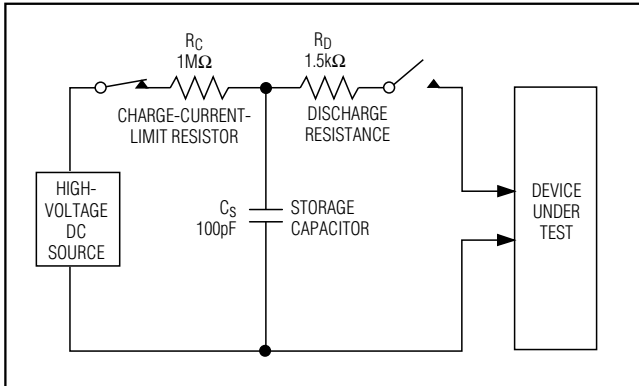 RC
1MΩ
CHARGE-CURRENT-
LIMIT RESISTOR
RD
1.5kΩ
DISCHARGE
RESISTANCE
HIGH-
VOLTAGE
DC
SOURCE
CS
100pF
STORAGE
CAPACITOR
DEVICE
UNDER
TEST